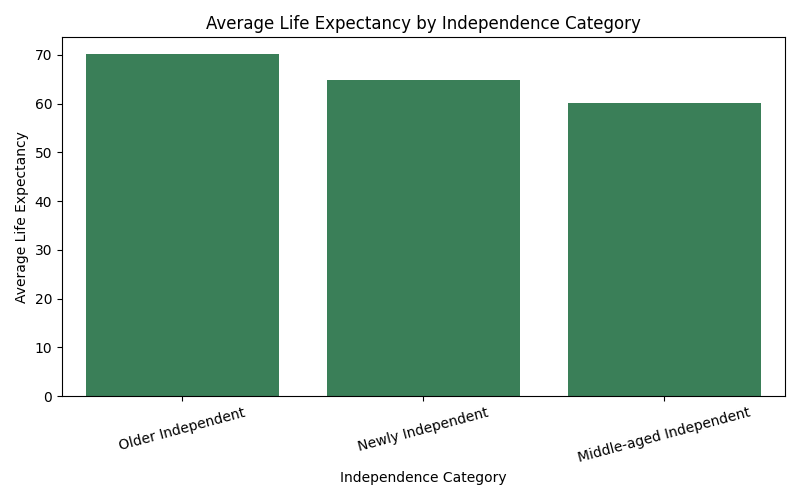 Average Life Expectancy by Independence Category
Average Life Expectancy
70
60
50
40
30
20
10
0
Older Independent
Newly Independent
Middle-aged Independent
Independence Category